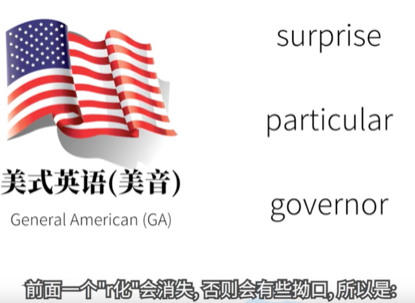 surprise
particular
美式英语(美音)
General American (GA)
governor
前面一个"r化"会消失, 否则会有些拗口, 所以是: